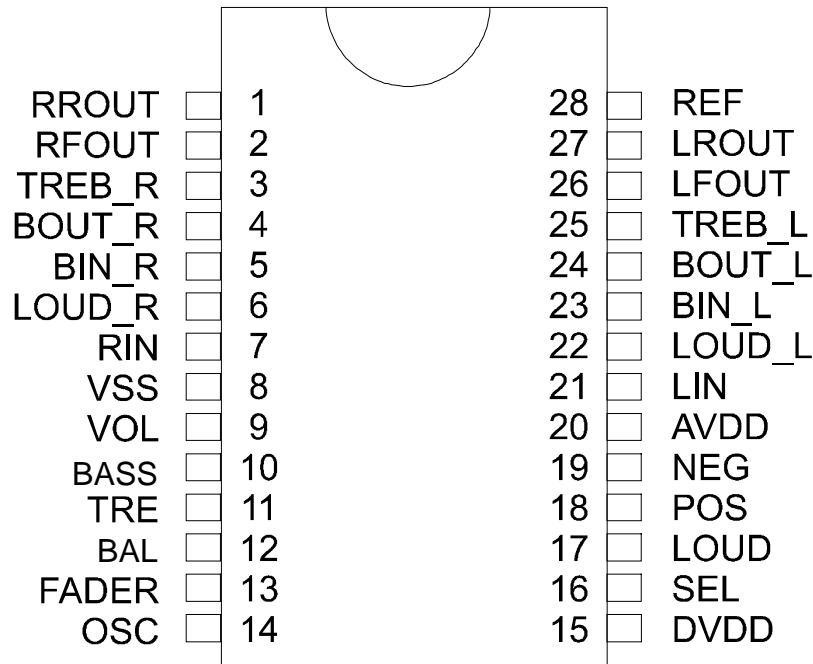 RROUT 1 28 REF
RFOUT 2 27 LROUT
TREB_R 3 26 LFOUT
BOUT_R 4 25 TREB_L
BIN_R 5 24 BOUT_L
LOUD_R 6 23 BIN_L
RIN 7 22 LOUD_L
VSS 8 21 LIN
VOL 9 20 AVDD
BASS 10 19 NEG
TRE 11 18 POS
BAL 12 17 LOUD
FADER 13 16 SEL
OSC 14 15 DVDD